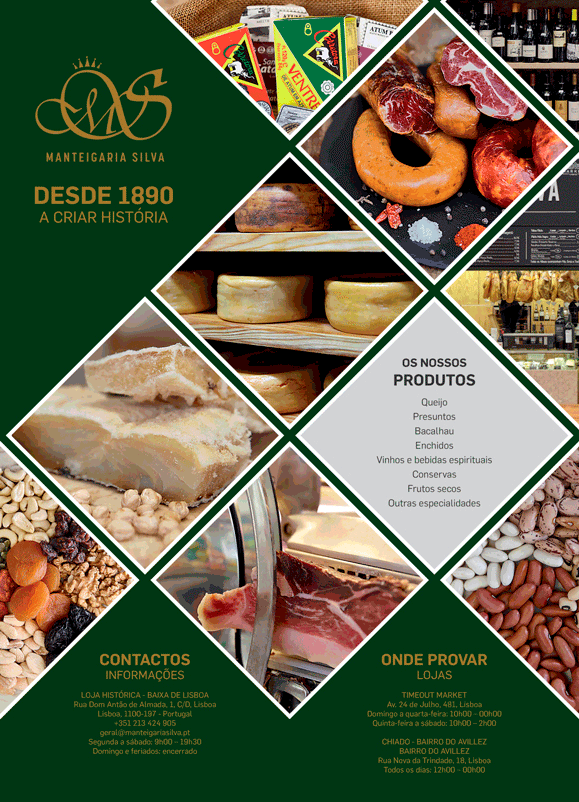 MS
MANTEIGARIA SILVA
DESDE 1890
A CRIAR HISTÓRIA
ATUM
VENTRE
OS NOSSOS
PRODUTOS
Queijo
Presuntos
Bacalhau
Enchidos
Vinhos e bebidas espirituais
Conservas
Frutos secos
Outras especialidades
CONTACTOS
INFORMAÇÕES
LOJA HISTÓRICA - BAIXA DE LISBOA
Rua Dom Antão de Almada, 1, C/D, Lisboa
Lisboa, 1100-197 - Portugal
+351 213 424 905
geral@manteigariasilva.pt
Segunda a sábado: 9h00 – 19h30
Domingo e feriados: encerrado
ONDE PROVAR
LOJAS
TIMEOUT MARKET
Av. 24 de Julho, 481, Lisboa
Domingo a quarta-feira: 10h00 – 00h00
Quinta-feira a sábado: 10h00 – 2h00
CHIADO - BAIRRO DO AVILLEZ
BAIRRO DO AVILLEZ
Rua Nova da Trindade, 18, Lisboa
Todos os dias: 12h00 – 00h00